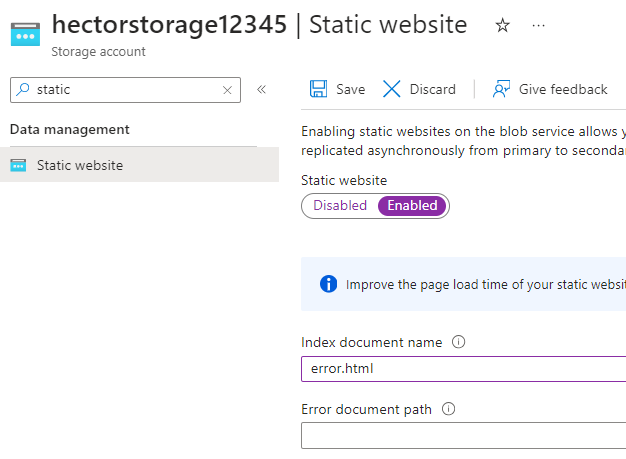 hectorstorage12345 | Static website
Storage account
static
Save
Discard
Give feedback
Data management
Static website
Enabling static websites on the blob service allows
replicated asynchronously from primary to
Static website
Disabled
Enabled
Improve the page load time of your static
Index document name
error.html
Error document path